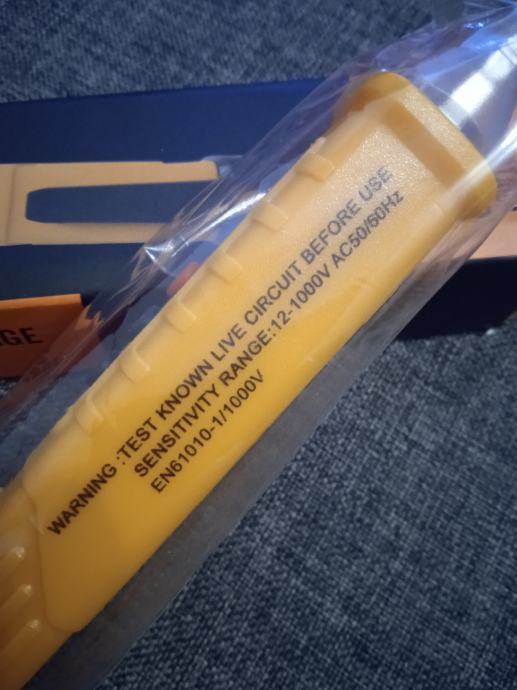 WARNING :TEST KNOWN LIVE CIRCUIT BEFORE USE
SENSITIVITY RANGE:12-1000V AC50/60Hz
EN61010-1/1000V